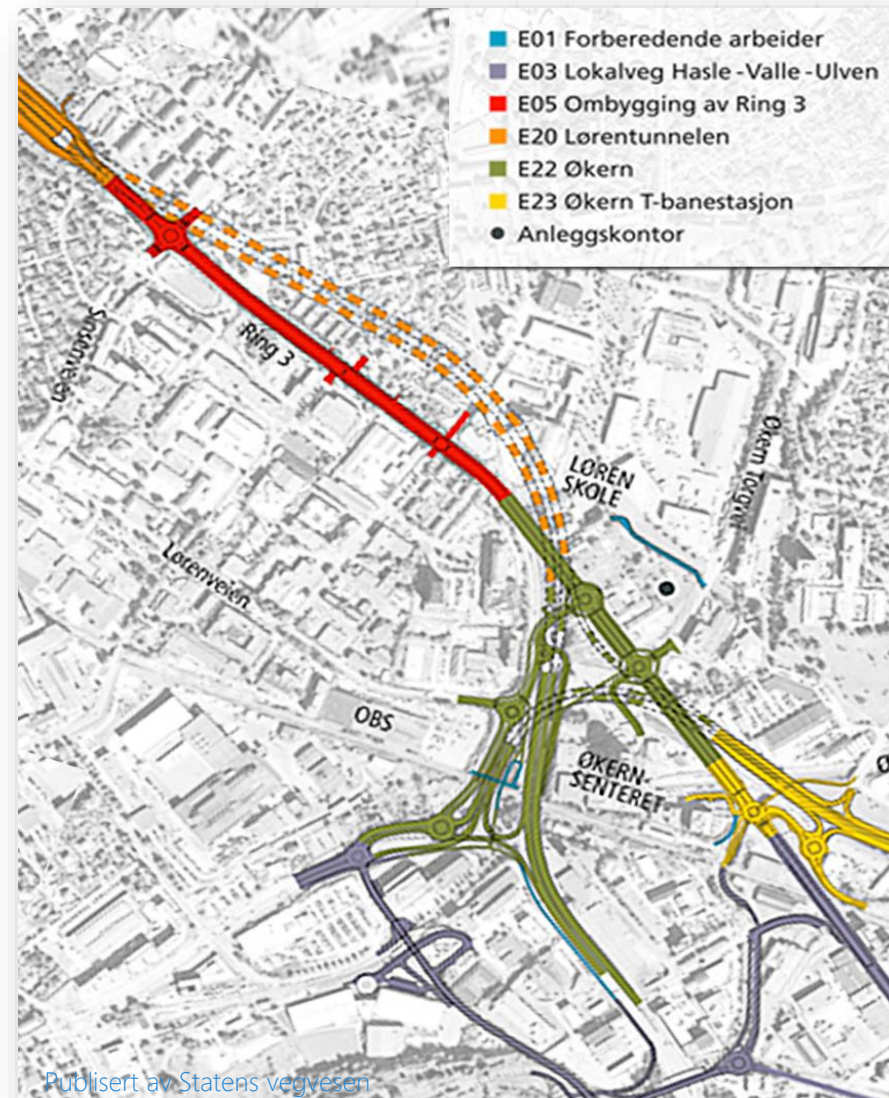 E01 Forberedende arbeider
E03 Lokalveg Hasle -Valle -Ulven
E05 Ombygging av Ring 3
E20 Lørentunnelen
E22 Økern
E23 Økern T-banestasjon
Anleggskontor
Sinsenveien
Ring 3
Økern Torgvei
LØREN
SKOLE
Lørenveien
OBS
ØKERN-
SENTERET
Ø
Publisert av Statens vegvesen